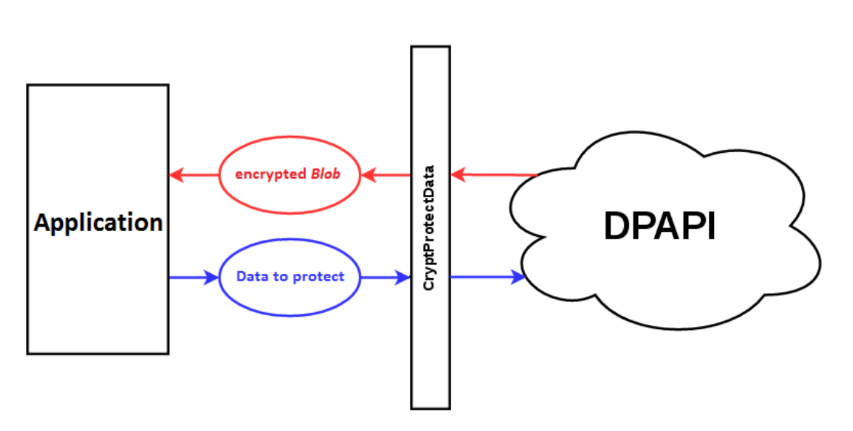 encrypted Blob
Application
Data to protect
CryptProtectData
DPAPI